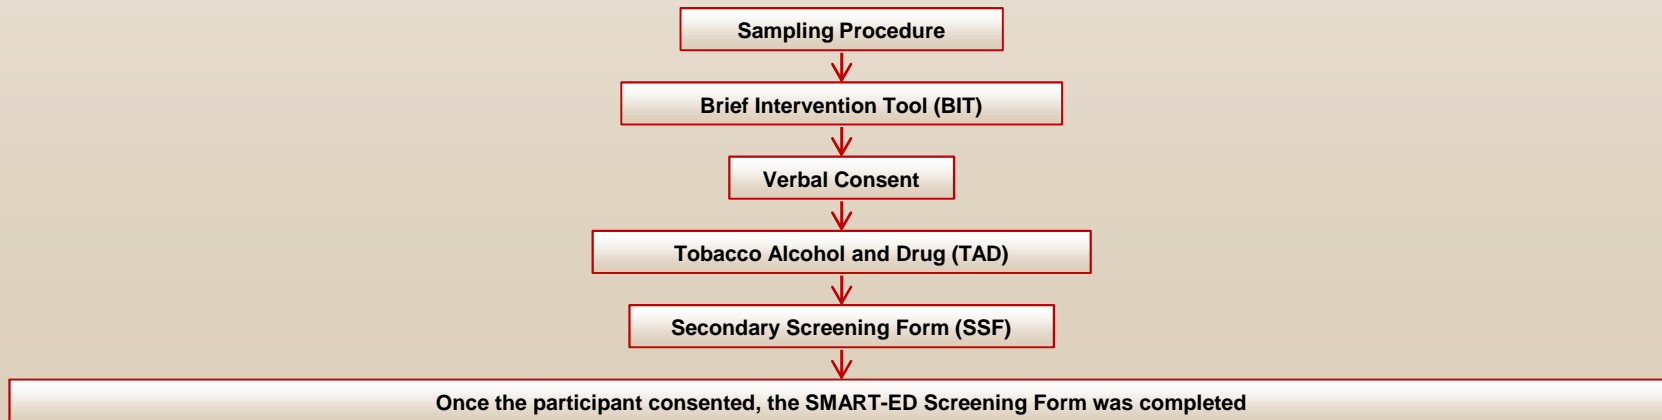 Sampling Procedure
Brief Intervention Tool (BIT)
Verbal Consent
Tobacco Alcohol and Drug (TAD)
Secondary Screening Form (SSF)
Once the participant consented, the SMART-ED Screening Form was completed